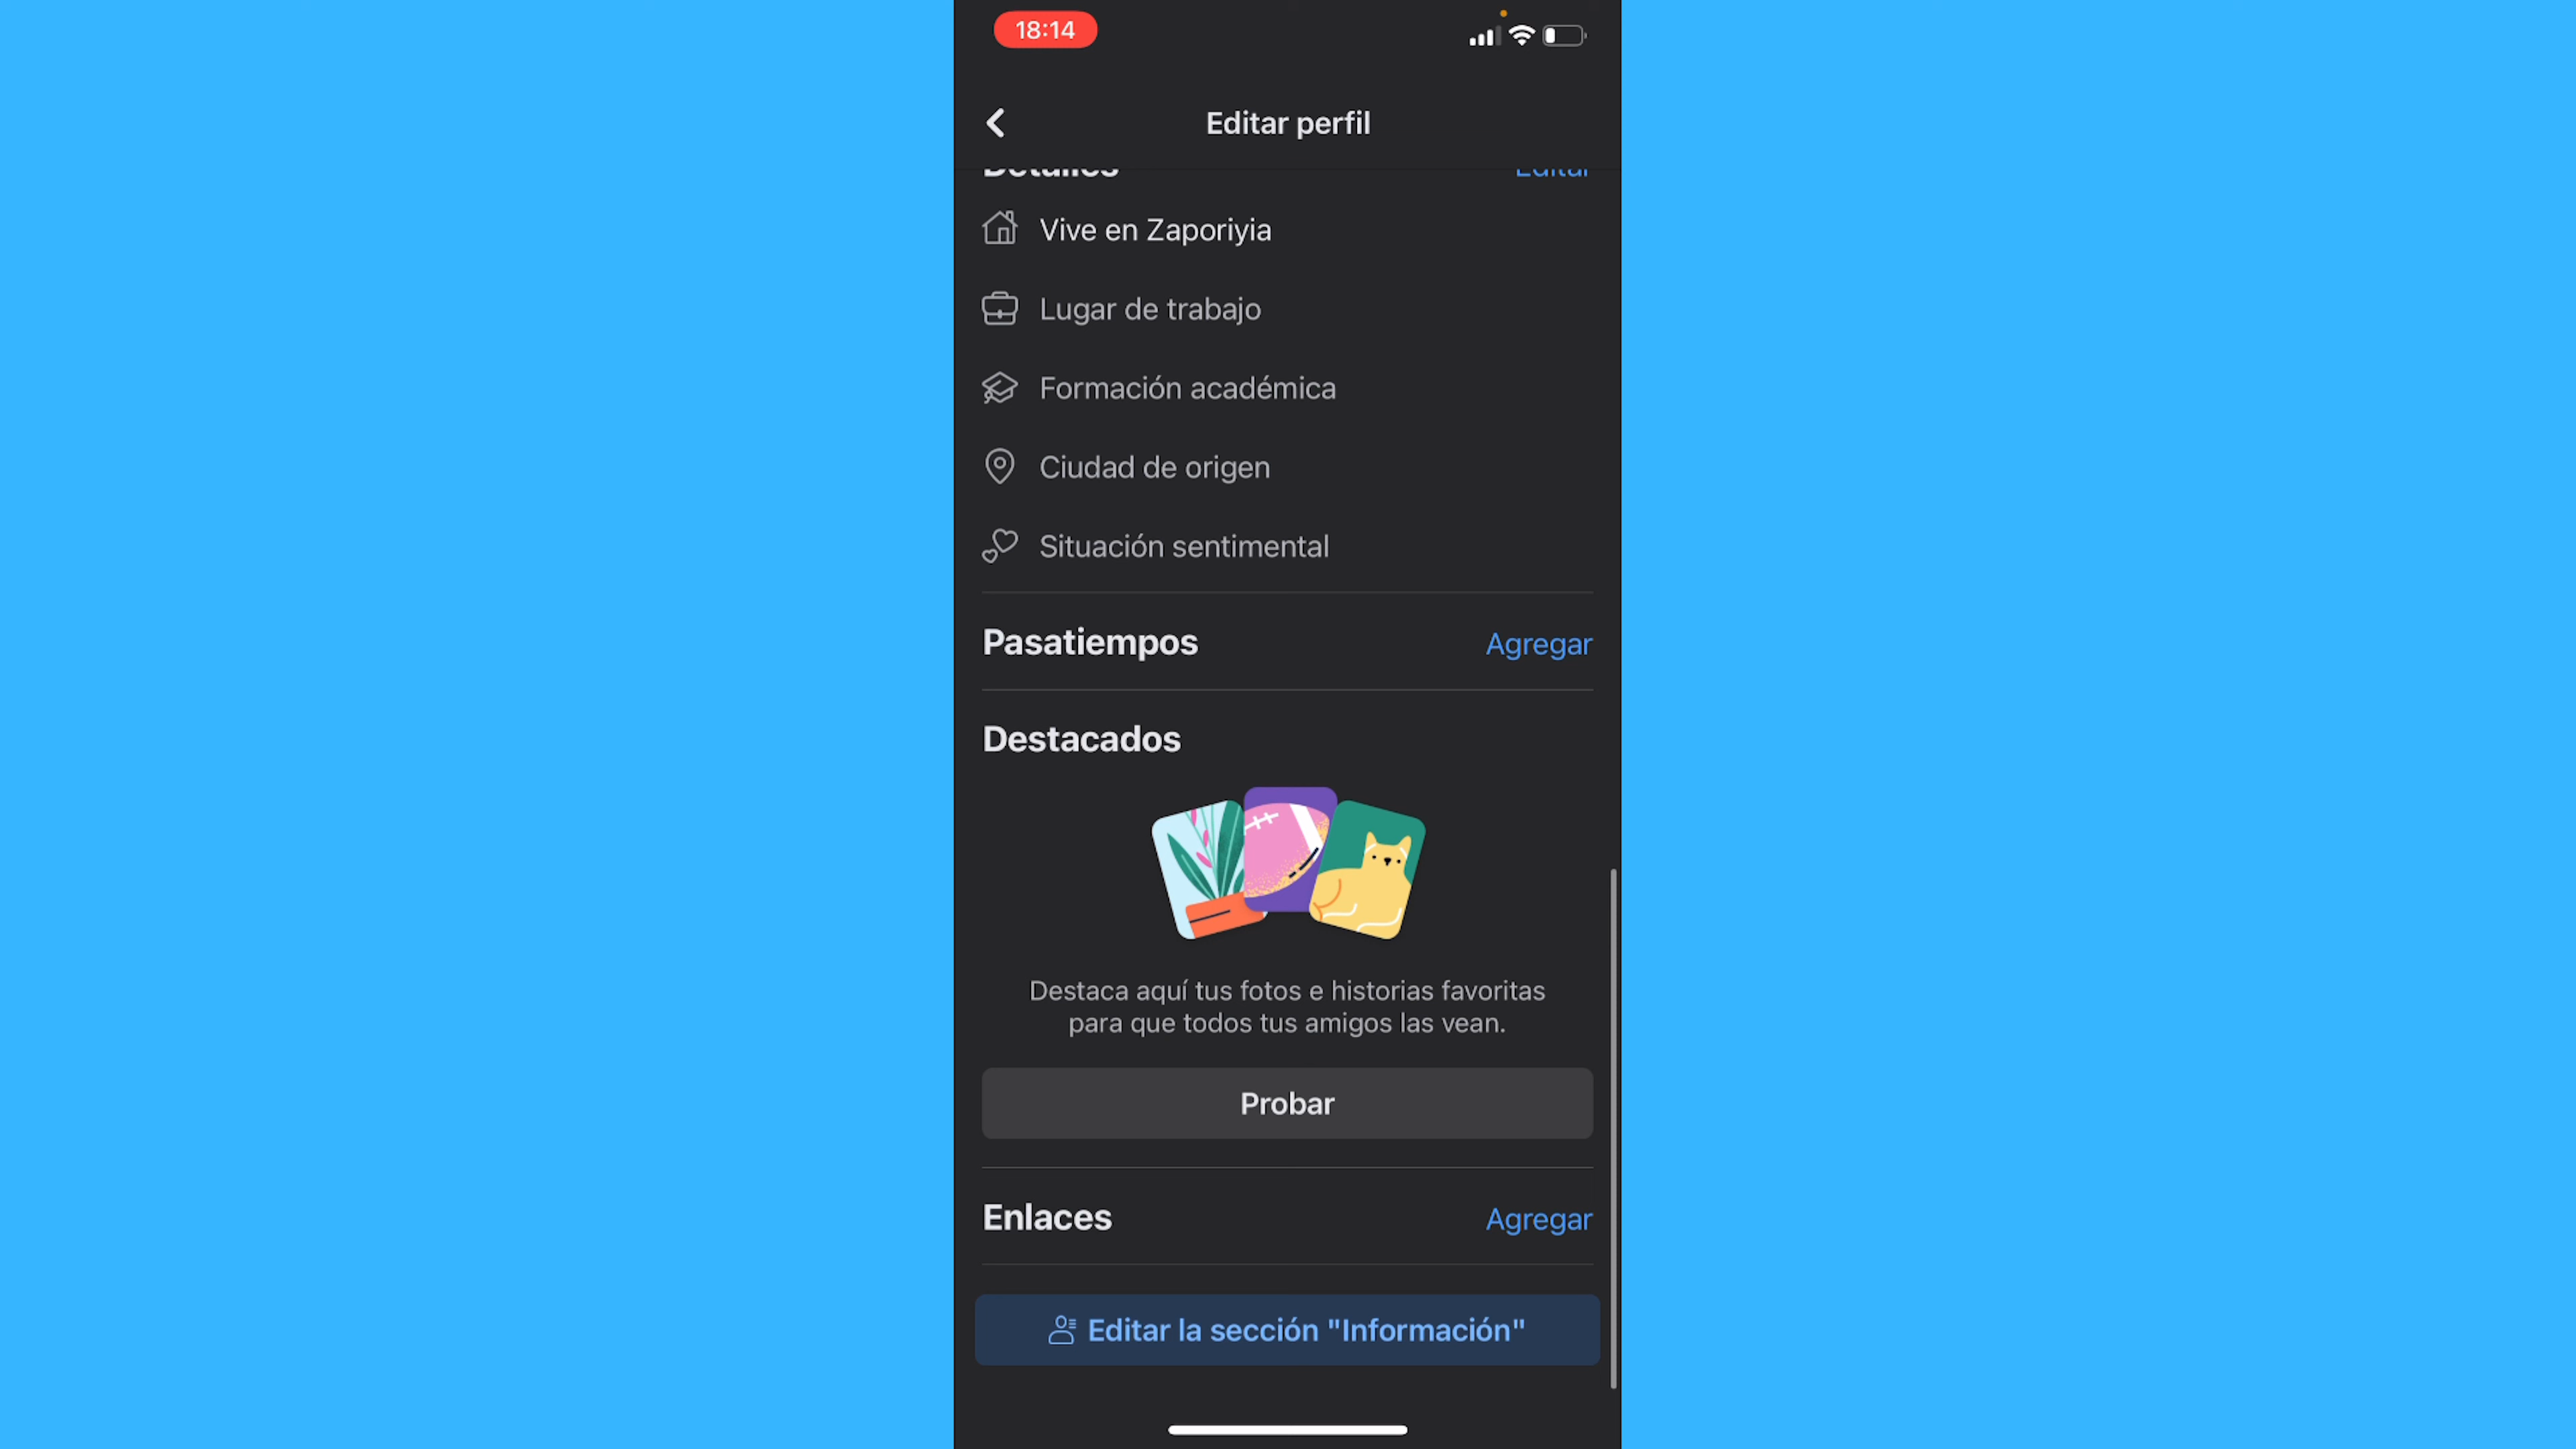 18:14
Editar perfil
Detalles Editar
Vive en Zaporiyia
Lugar de trabajo
Formación académica
Ciudad de origen
Situación sentimental
Pasatiempos Agregar
Destacados
Destaca aquí tus fotos e historias favoritas
para que todos tus amigos las vean.
Probar
Enlaces Agregar
Editar la sección "Información"